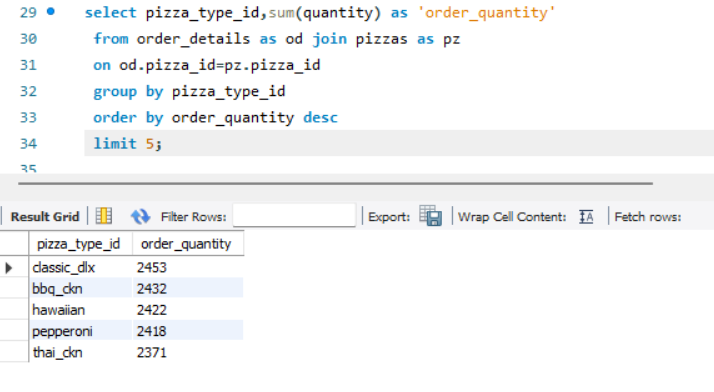 29 select pizza_type_id,sum(quantity) as 'order_quantity'
30 from order_details as od join pizzas as pz
31 on od.pizza_id=pz.pizza_id
32 group by pizza_type_id
33 order by order_quantity desc
34 limit 5;
35
Result Grid Filter Rows: Export: Wrap Cell Content: IA Fetch rows:
pizza_type_id order_quantity
classic_dlx 2453
bbq_ckn 2432
hawaiian 2422
pepperoni 2418
thai_ckn 2371